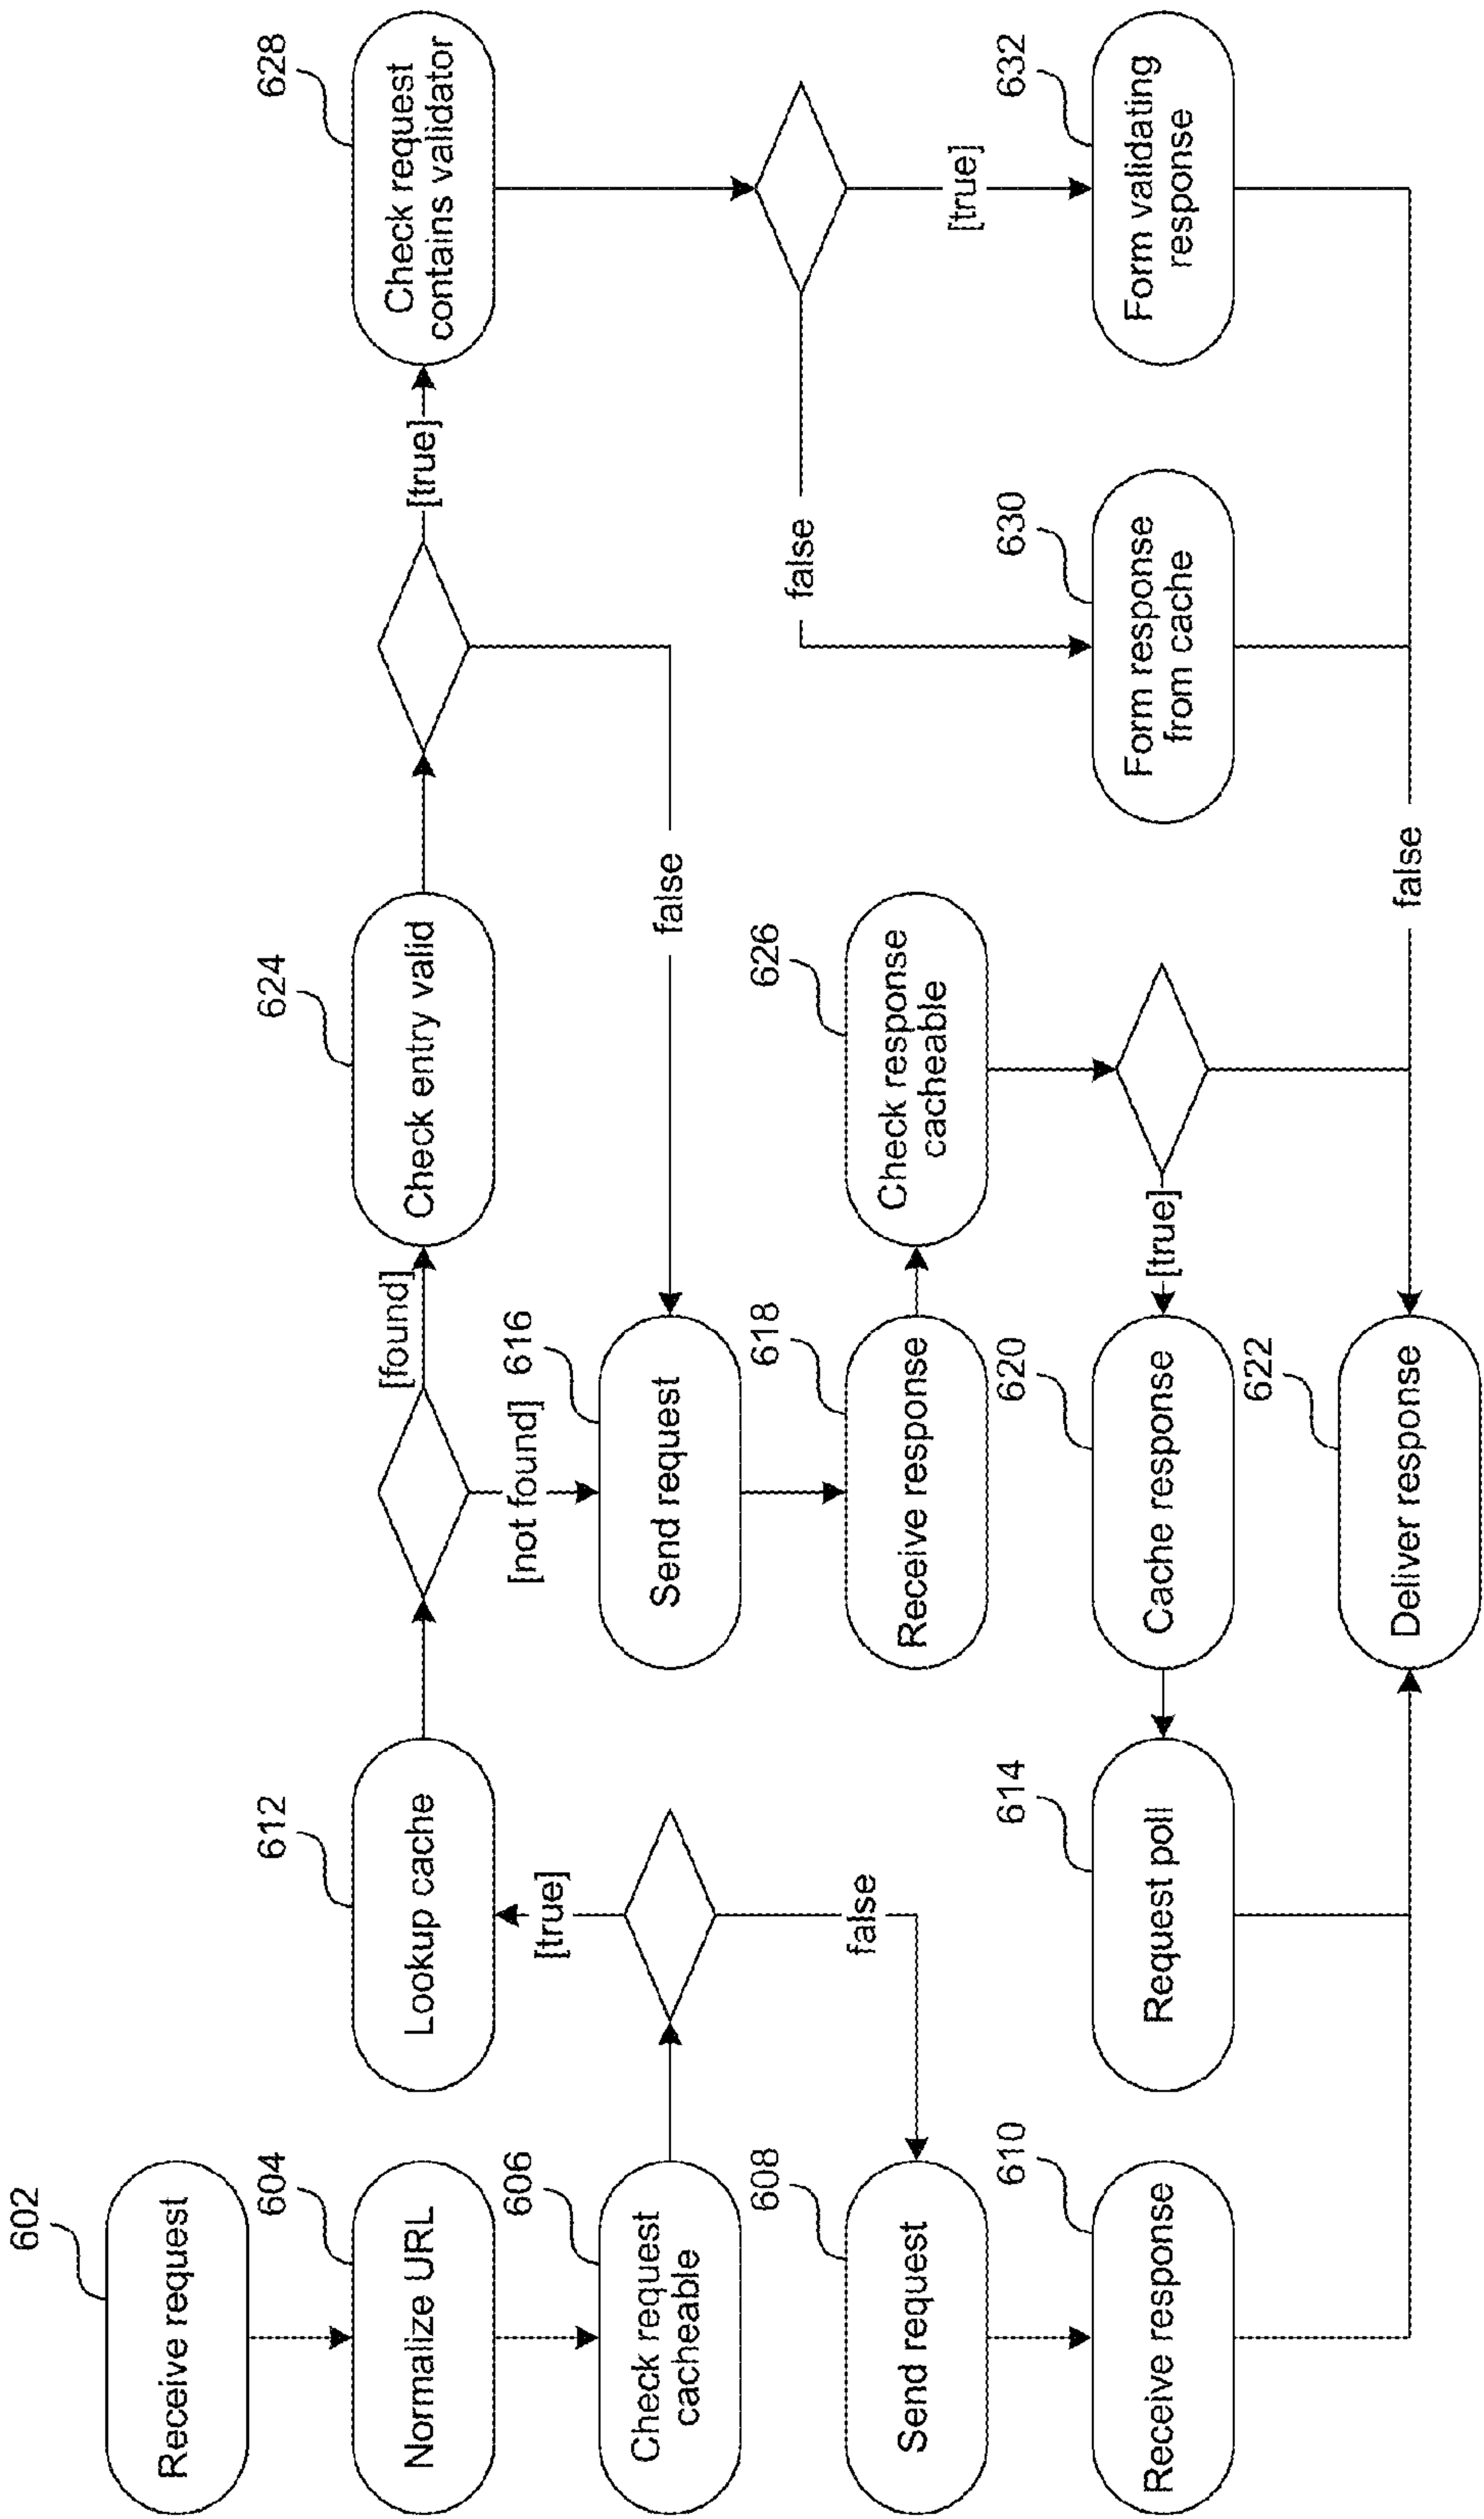 602
Receive request
604
Normalize URL
606
Check request
cacheable
608
Send request
610
Receive response
612
Lookup cache
[true]
false
614
Request poll
[found]
[not found]
616
Send request
618
Receive response
620
Cache response
622
Deliver response
624
Check entry valid
false
626
Check response
cacheable
[true]
false
[true]
628
Check request
contains validator
false
[true]
630
Form response
from cache
632
Form validating
response